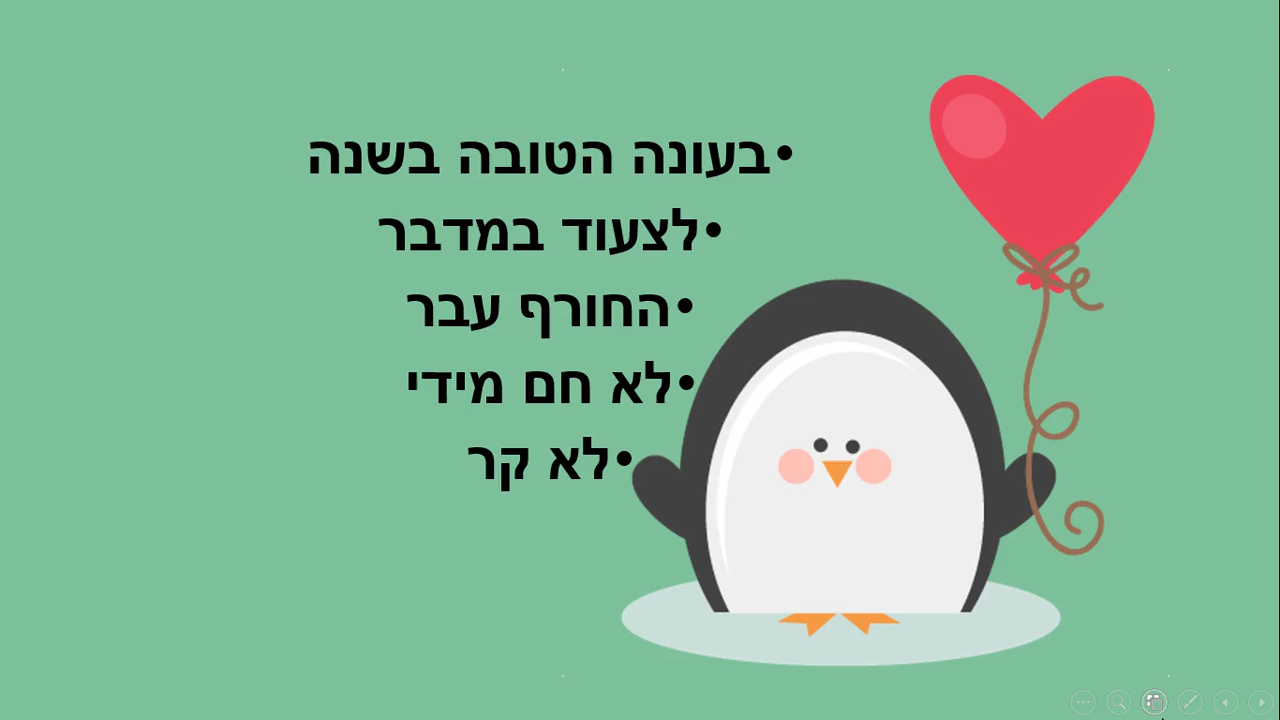 •בעונה הטובה בשנה
•לצעוד במדבר
•החורף עבר
•לא חם מידי
•לא קר